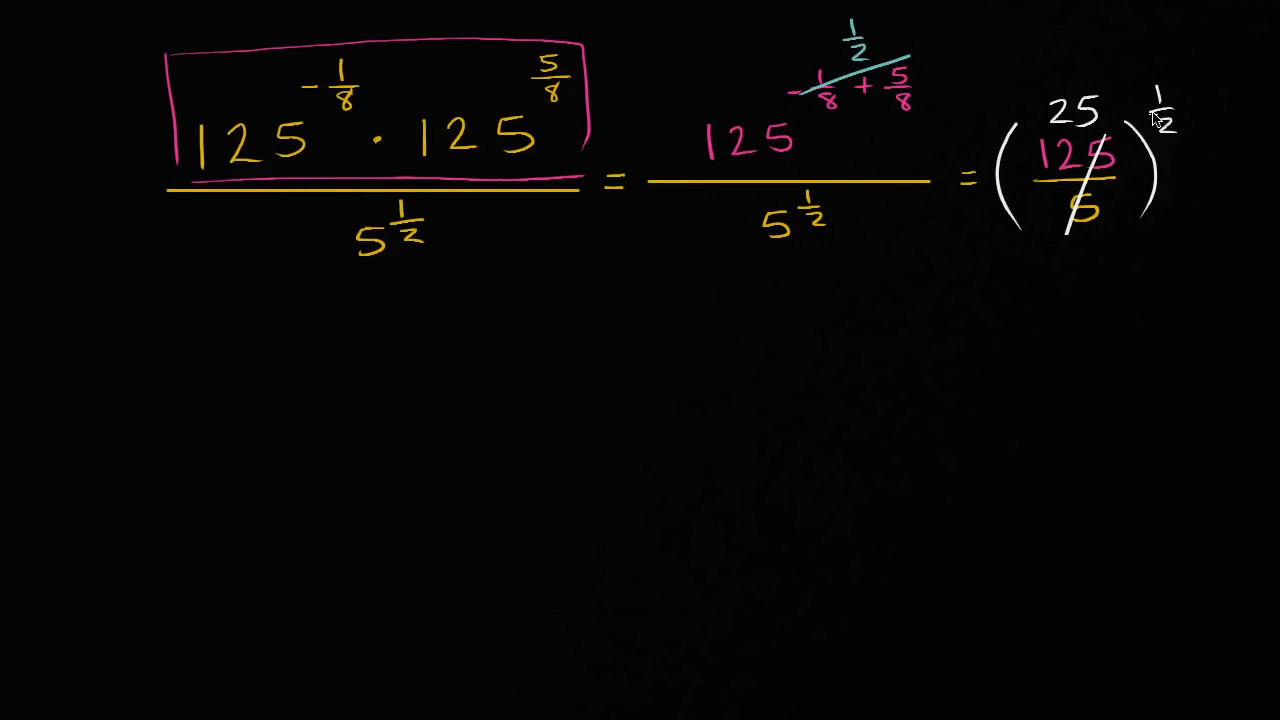 125^(-1/8) · 125^(5/8) / 5^(1/2) = 125^(-1/8 + 5/8) 1/2 / 5^(1/2) = (125/5)^(1/2) 25